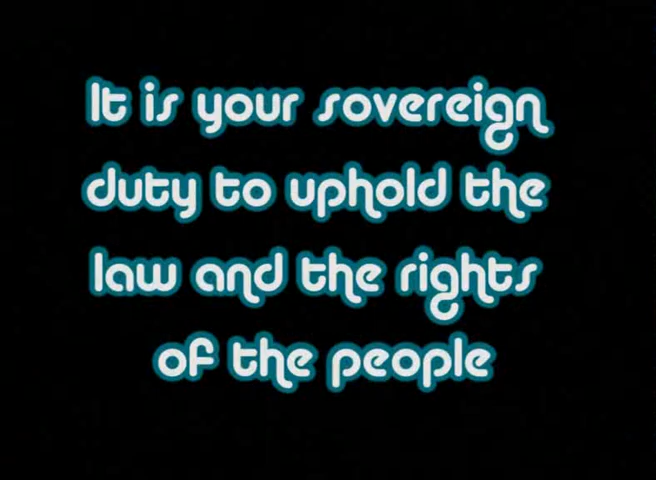 It is your sovereign
duty to uphold the
law and the rights
of the people